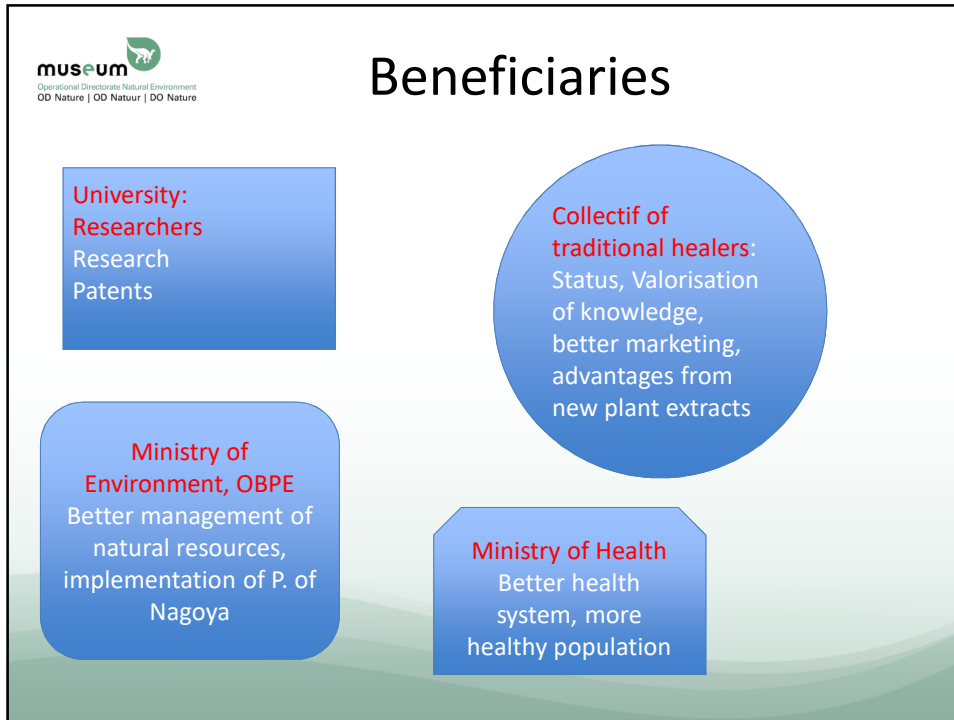 museum
Operational Directorate Natural Environment
OD Nature | OD Natuur | DO Nature
Beneficiaries
University:
Researchers
Research
Patents
Collectif of
traditional healers:
Status, Valorisation
of knowledge,
better marketing,
advantages from
new plant extracts
Ministry of
Environment, OBPE
Better management of
natural resources,
implementation of P. of
Nagoya
Ministry of Health
Better health
system, more
healthy population